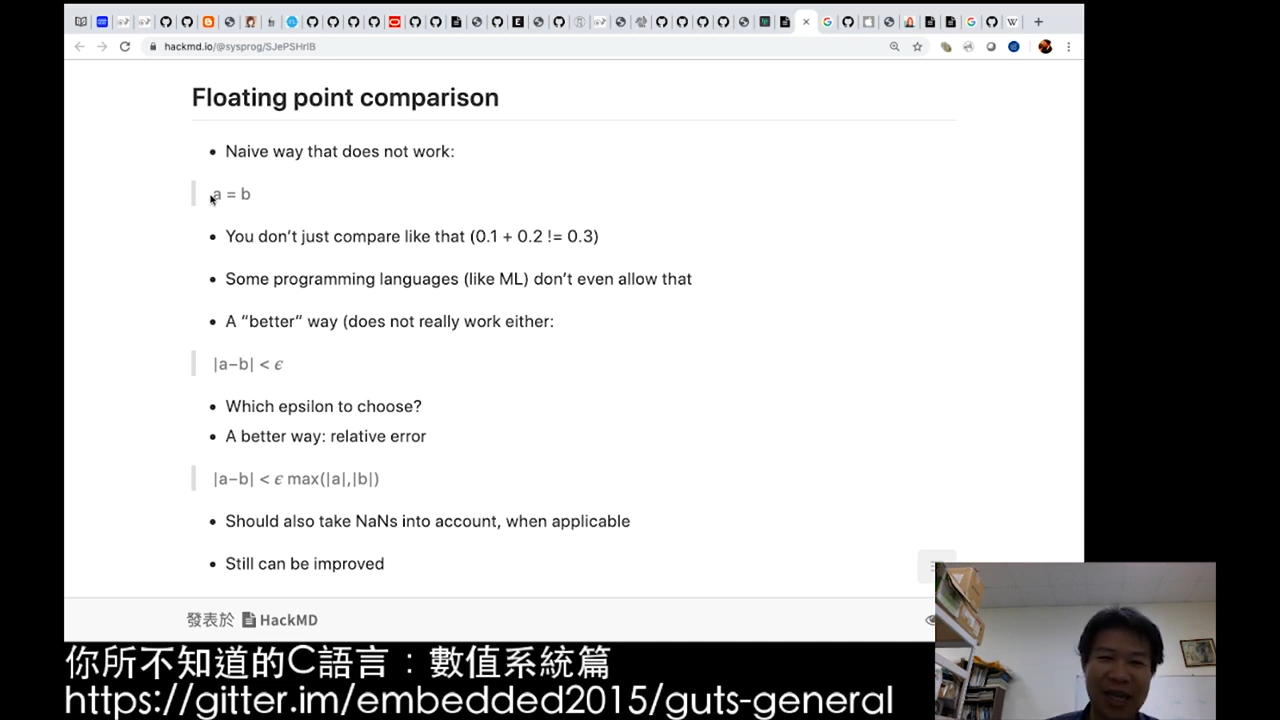 hackmd.io/@sysprog/SJePSHrlB
Floating point comparison
• Naive way that does not work:
a = b
• You don’t just compare like that (0.1 + 0.2 != 0.3)
• Some programming languages (like ML) don’t even allow that
• A “better” way (does not really work either:
|a−b| < ϵ
• Which epsilon to choose?
• A better way: relative error
|a−b| < ϵ max(|a|,|b|)
• Should also take NaNs into account, when applicable
• Still can be improved
發表於 HackMD
你所不知道的C語言：數值系統篇
https://gitter.im/embedded2015/guts-general